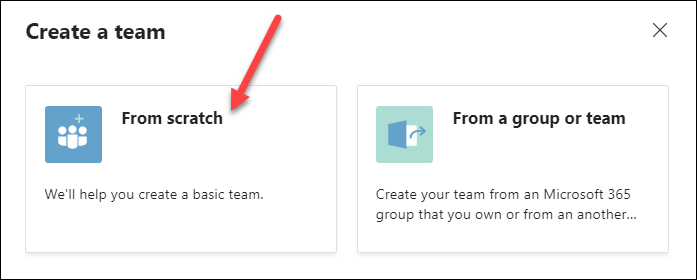 Create a team
From scratch
We'll help you create a basic team.
From a group or team
Create your team from an Microsoft 365
group that you own or from an another...